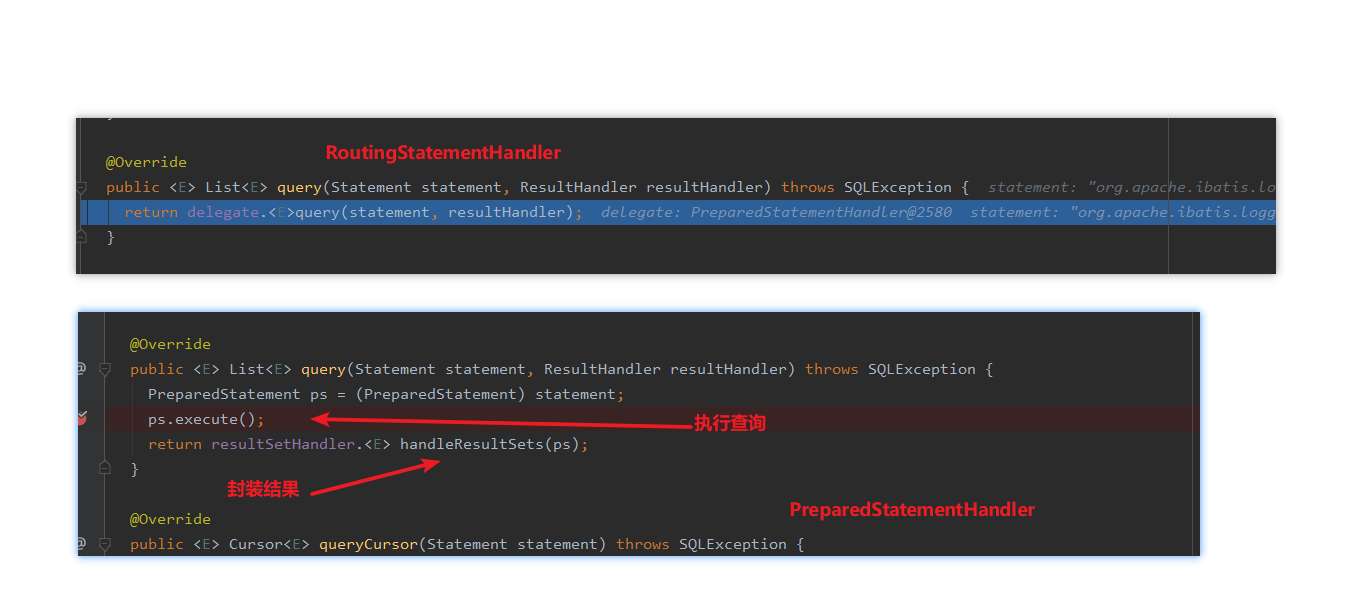 RoutingStatementHandler
@Override
public <E> List<E> query(Statement statement, ResultHandler resultHandler) throws SQLException { statement: "org.apache.ibatis.lo
return delegate.<E>query(statement, resultHandler); delegate: PreparedStatementHandler@2580 statement: "org.apache.ibatis.logg
}
@Override
public <E> List<E> query(Statement statement, ResultHandler resultHandler) throws SQLException {
PreparedStatement ps = (PreparedStatement) statement;
ps.execute(); 执行查询
return resultSetHandler.<E> handleResultSets(ps);
}
封装结果
PreparedStatementHandler
@Override
public <E> Cursor<E> queryCursor(Statement statement) throws SQLException {